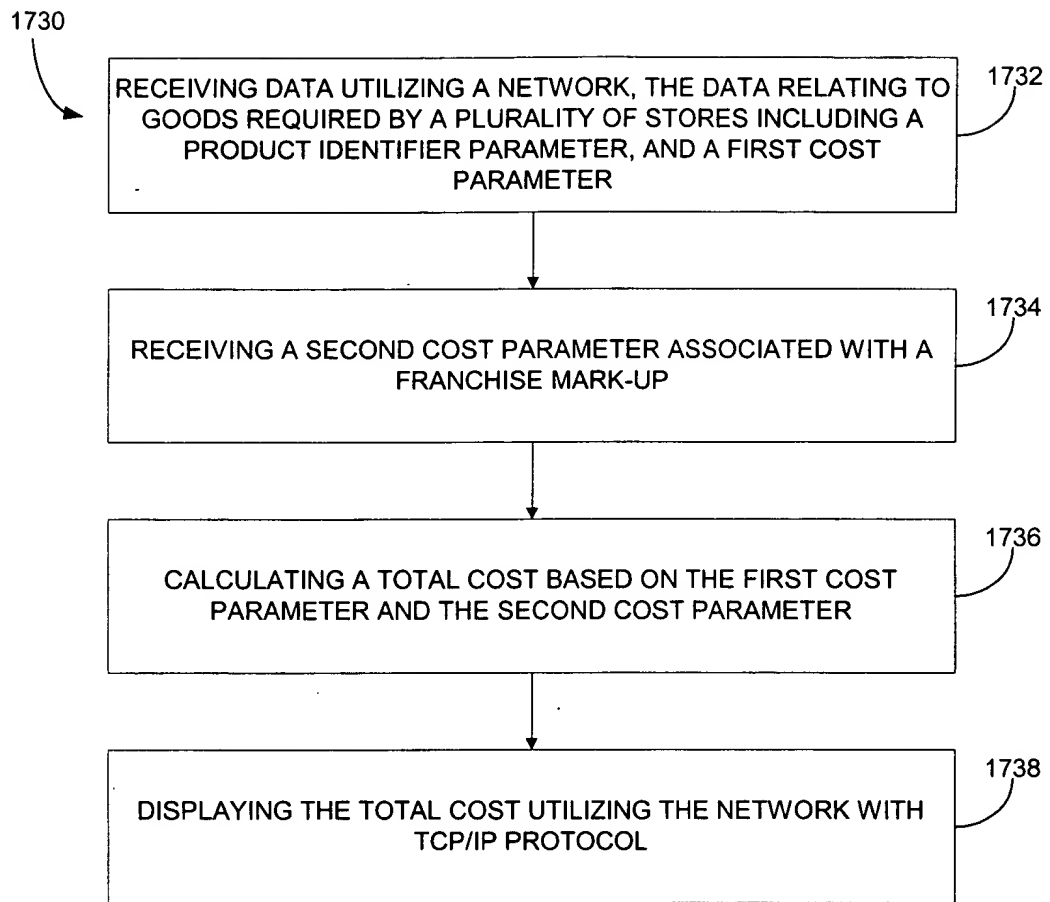 1730
1732
RECEIVING DATA UTILIZING A NETWORK, THE DATA RELATING TO
GOODS REQUIRED BY A PLURALITY OF STORES INCLUDING A
PRODUCT IDENTIFIER PARAMETER, AND A FIRST COST
PARAMETER
1734
RECEIVING A SECOND COST PARAMETER ASSOCIATED WITH A
FRANCHISE MARK-UP
1736
CALCULATING A TOTAL COST BASED ON THE FIRST COST
PARAMETER AND THE SECOND COST PARAMETER
1738
DISPLAYING THE TOTAL COST UTILIZING THE NETWORK WITH
TCP/IP PROTOCOL